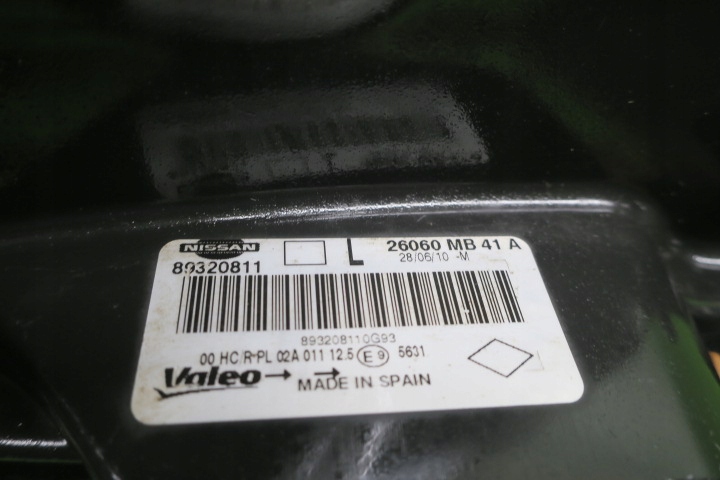 NISSAN L 26060 MB 41 A
89320811 28/06/10 -M
893208110G93
00 HC/R-PL 02A 011 12.5 E9 5631
Valeo MADE IN SPAIN